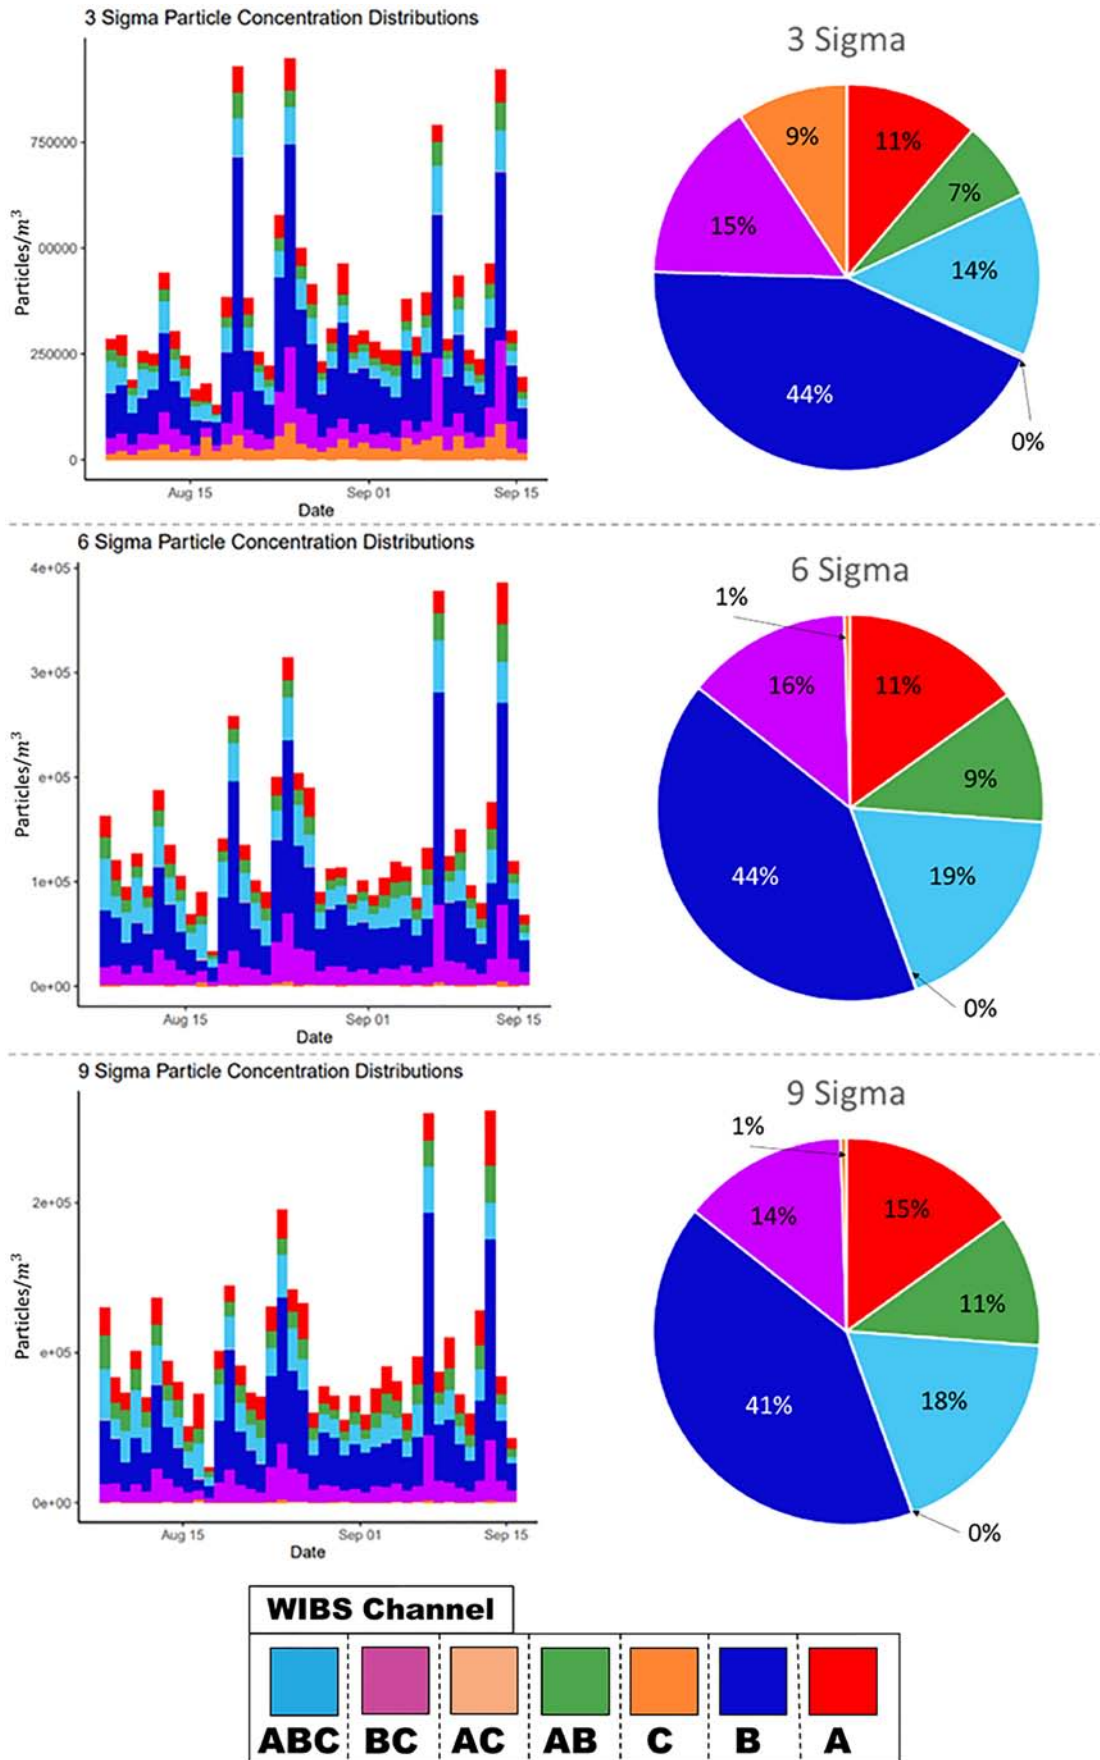 3 Sigma Particle Concentration Distributions
3 Sigma
Particles/m³
750000
00000
250000
0
Aug 15
Sep 01
Sep 15
Date
9%
11%
7%
15%
14%
44%
0%
6 Sigma Particle Concentration Distributions
6 Sigma
Particles/m³
4e+05
3e+05
e+05
1e+05
0e+00
Aug 15
Sep 01
Sep 15
Date
1%
16%
11%
9%
44%
19%
0%
9 Sigma Particle Concentration Distributions
9 Sigma
Particles/m³
2e+05
e+05
0e+00
Aug 15
Sep 01
Sep 15
Date
1%
14%
15%
11%
41%
18%
0%
WIBS Channel
ABC BC AC AB C B A